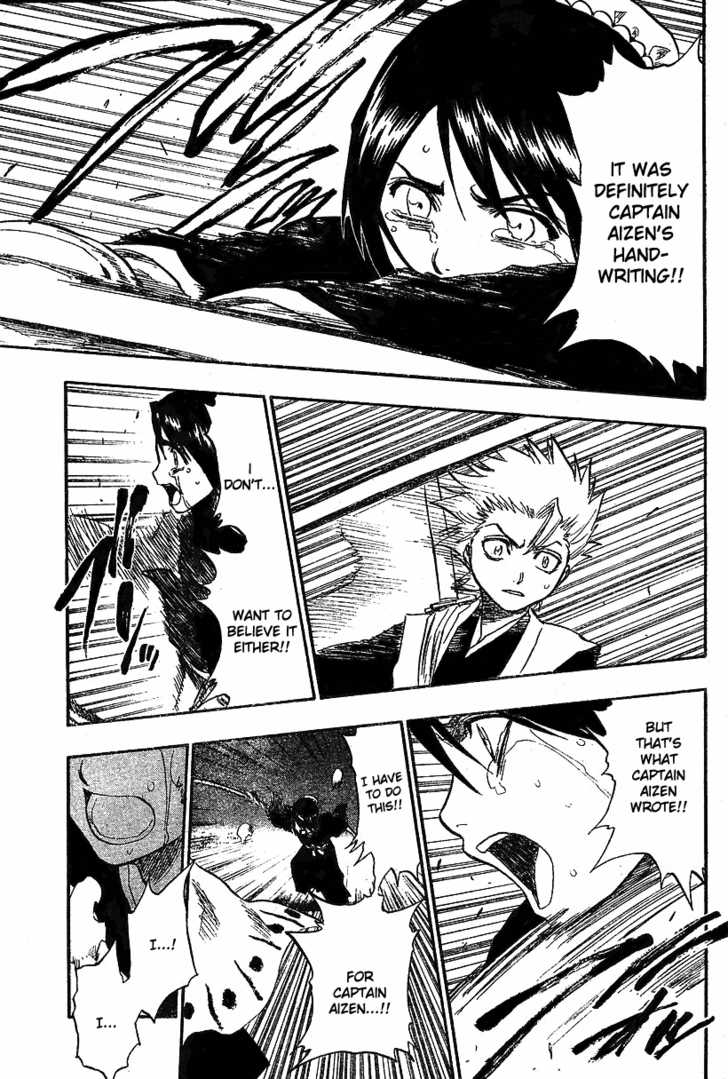 IT WAS
DEFINITELY
CAPTAIN
AIZEN'S
HAND-
WRITING!!
I
DON'T...
WANT TO
BELIEVE IT
EITHER!!
BUT
THAT'S
WHAT
CAPTAIN
AIZEN
WROTE!!
I HAVE
TO DO
THIS!!
FOR
CAPTAIN
AIZEN...!!
I...!
I...